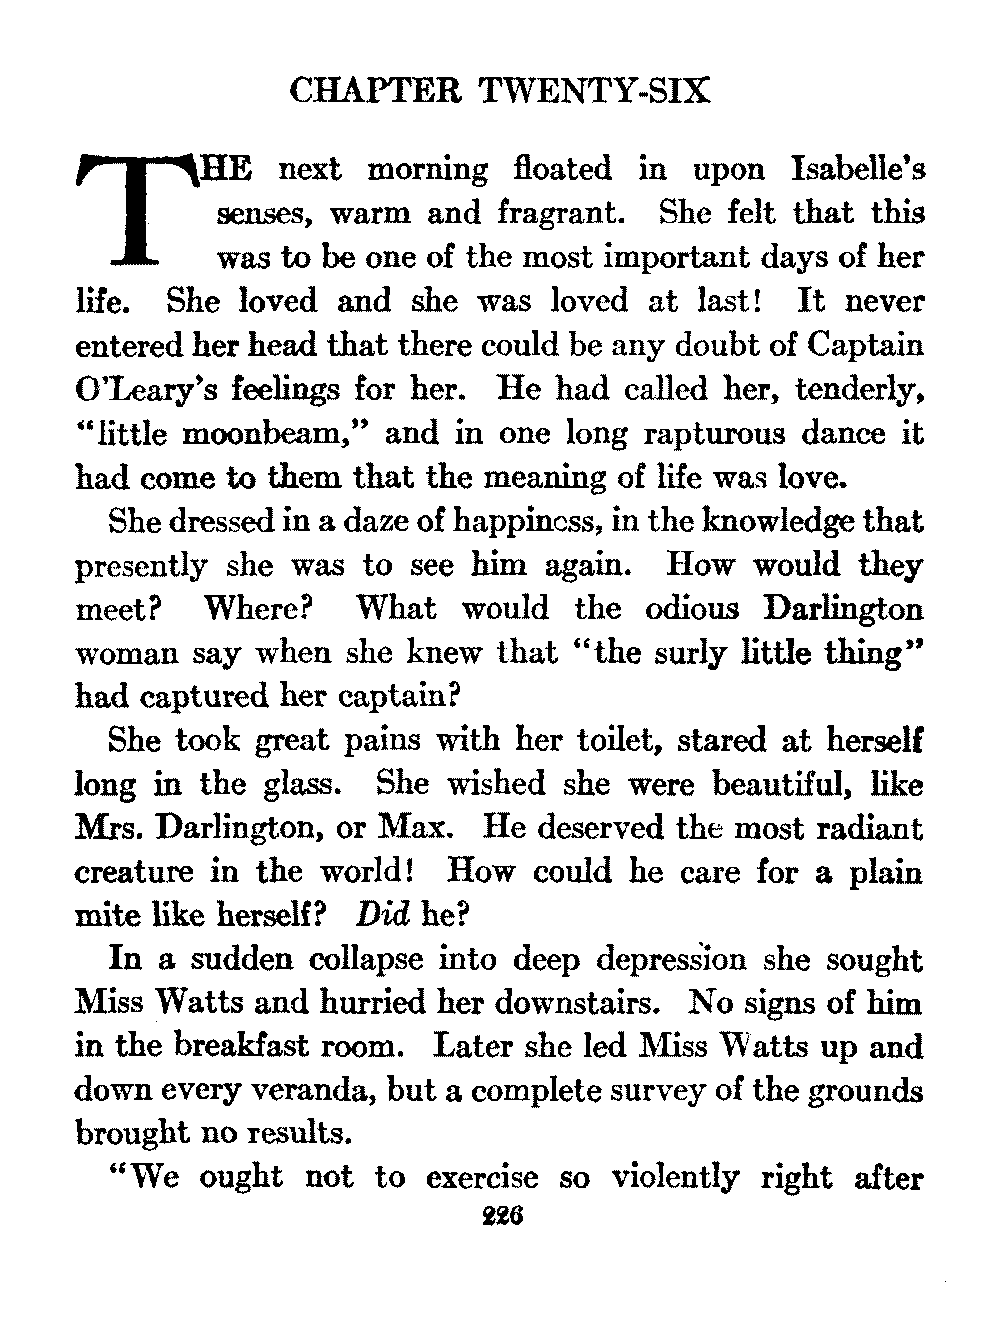 CHAPTER TWENTY-SIX
THE next morning floated in upon Isabelle's
senses, warm and fragrant. She felt that this
was to be one of the most important days of her
life. She loved and she was loved at last! It never
entered her head that there could be any doubt of Captain
O'Leary's feelings for her. He had called her, tenderly,
"little moonbeam," and in one long rapturous dance it
had come to them that the meaning of life was love.
She dressed in a daze of happiness, in the knowledge that
presently she was to see him again. How would they
meet? Where? What would the odious Darlington
woman say when she knew that "the surly little thing"
had captured her captain?
She took great pains with her toilet, stared at herself
long in the glass. She wished she were beautiful, like
Mrs. Darlington, or Max. He deserved the most radiant
creature in the world! How could he care for a plain
mite like herself? Did he?
In a sudden collapse into deep depression she sought
Miss Watts and hurried her downstairs. No signs of him
in the breakfast room. Later she led Miss Watts up and
down every veranda, but a complete survey of the grounds
brought no results.
"We ought not to exercise so violently right after
226